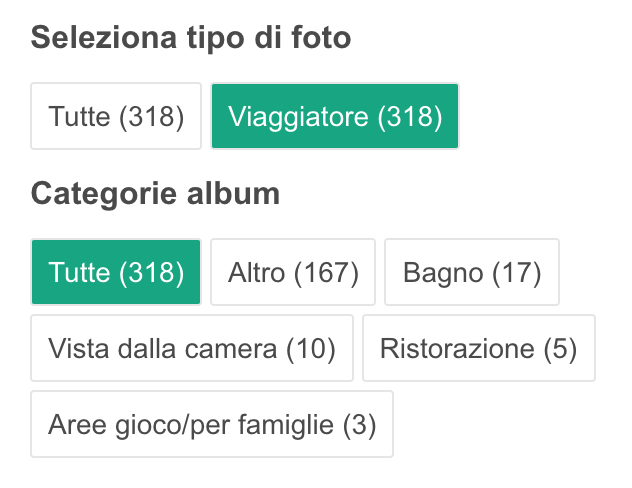 Seleziona tipo di foto
Tutte (318) Viaggiatore (318)
Categorie album
Tutte (318) Altro (167) Bagno (17)
Vista dalla camera (10) Ristorazione (5)
Aree gioco/per famiglie (3)